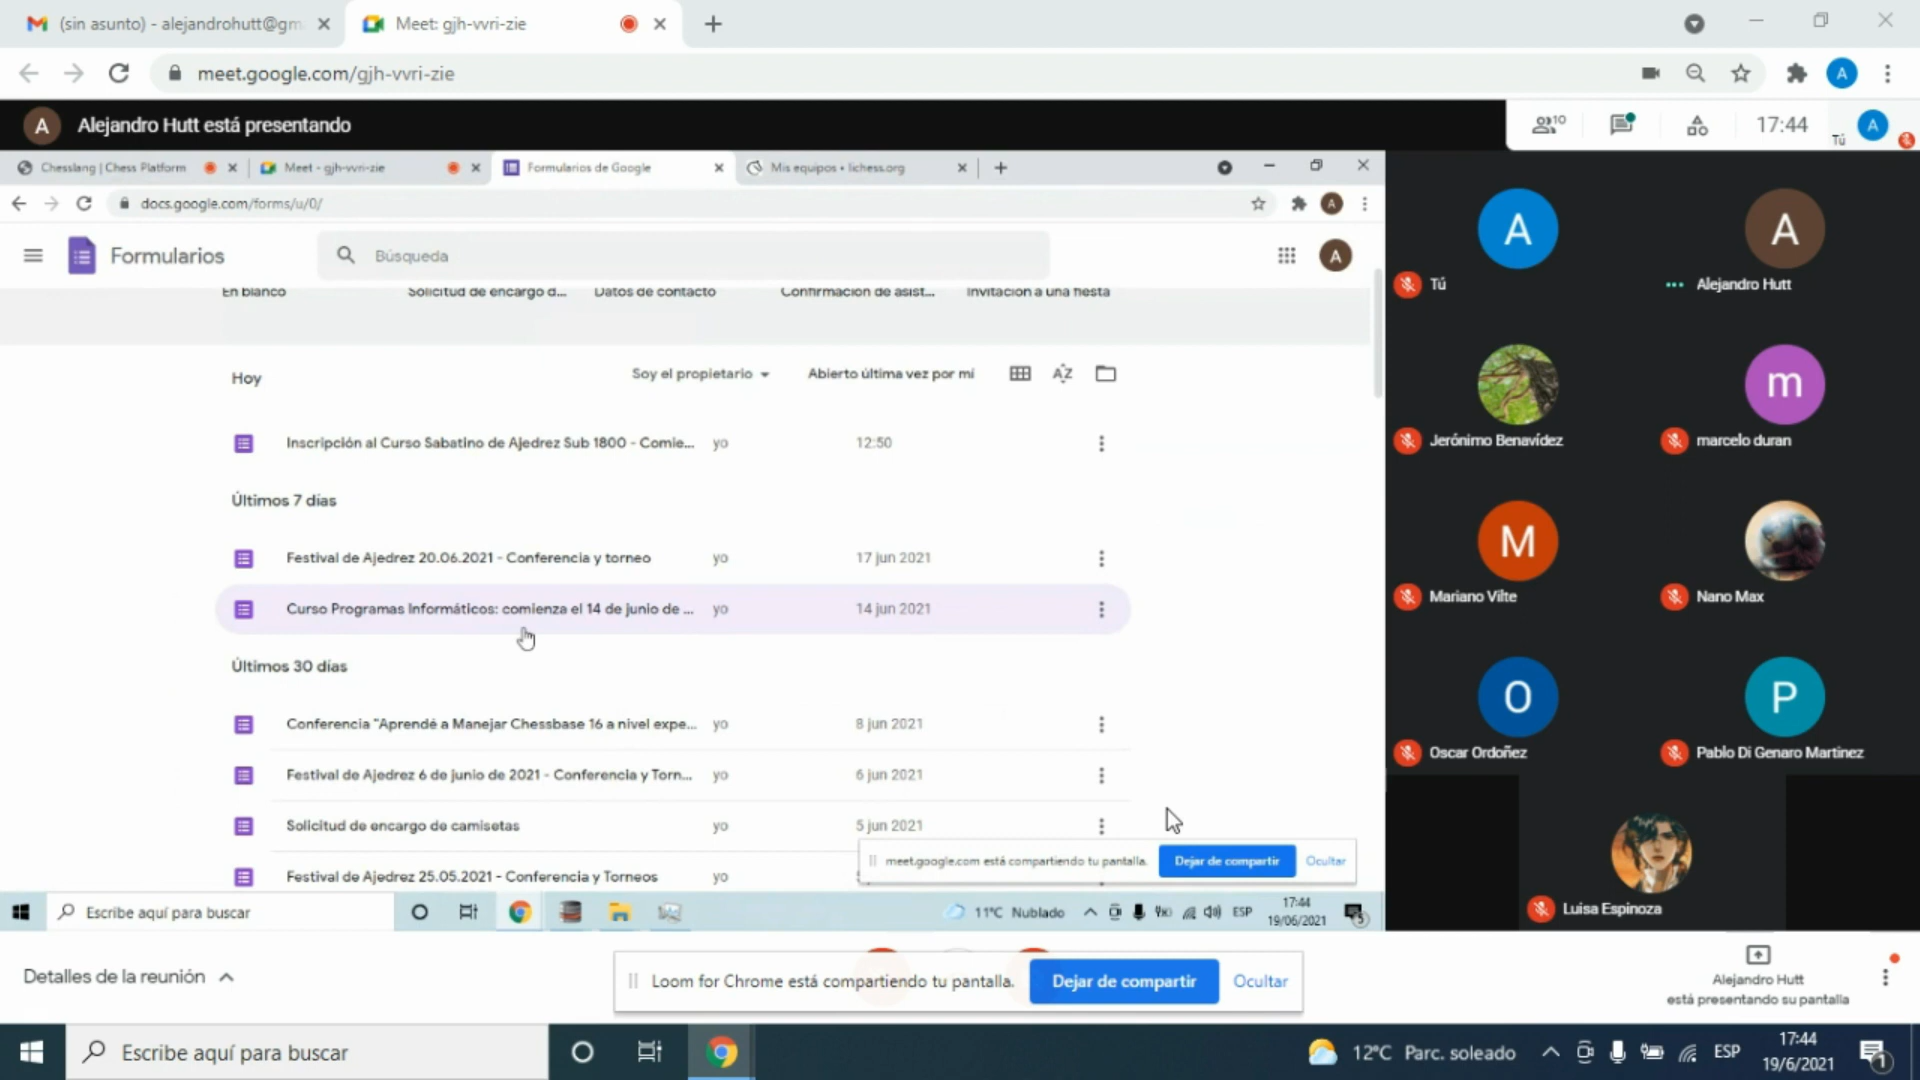 (sin asunto) - alejandrohutt@gm
Meet: gjh-vvri-zie
meet.google.com/gjh-vvri-zie
A
A Alejandro Hutt está presentando
10
17:44
Tú
A
Chesslang | Chess Platform
Meet - gjh-vvri-zie
Formularios de Google
Mis equipos • lichess.org
docs.google.com/forms/u/0/
A
Formularios
Búsqueda
A
En blanco
Solicitud de encargo d...
Datos de contacto
Confirmación de asist...
Invitación a una fiesta
Hoy
Soy el propietario
Abierto última vez por mí
AZ
Inscripción al Curso Sabatino de Ajedrez Sub 1800 - Comie... yo 12:50
Últimos 7 días
Festival de Ajedrez 20.06.2021 - Conferencia y torneo yo 17 jun 2021
Curso Programas Informáticos: comienza el 14 de junio de ... yo 14 jun 2021
Últimos 30 días
Conferencia "Aprendé a Manejar Chessbase 16 a nivel expe... yo 8 jun 2021
Festival de Ajedrez 6 de junio de 2021 - Conferencia y Torn... yo 6 jun 2021
Solicitud de encargo de camisetas yo 5 jun 2021
Festival de Ajedrez 25.05.2021 - Conferencia y Torneos yo
meet.google.com está compartiendo tu pantalla.
Dejar de compartir
Ocultar
Escribe aquí para buscar
11°C Nublado
ESP
17:44
19/06/2021
5
A
Tú
A
Alejandro Hutt
Jerónimo Benavídez
m
marcelo duran
M
Mariano Vilte
Nano Max
O
Oscar Ordoñez
P
Pablo Di Genaro Martinez
Luisa Espinoza
Detalles de la reunión
Loom for Chrome está compartiendo tu pantalla.
Dejar de compartir
Ocultar
Alejandro Hutt
está presentando su pantalla
Escribe aquí para buscar
12°C Parc. soleado
ESP
17:44
19/6/2021
1